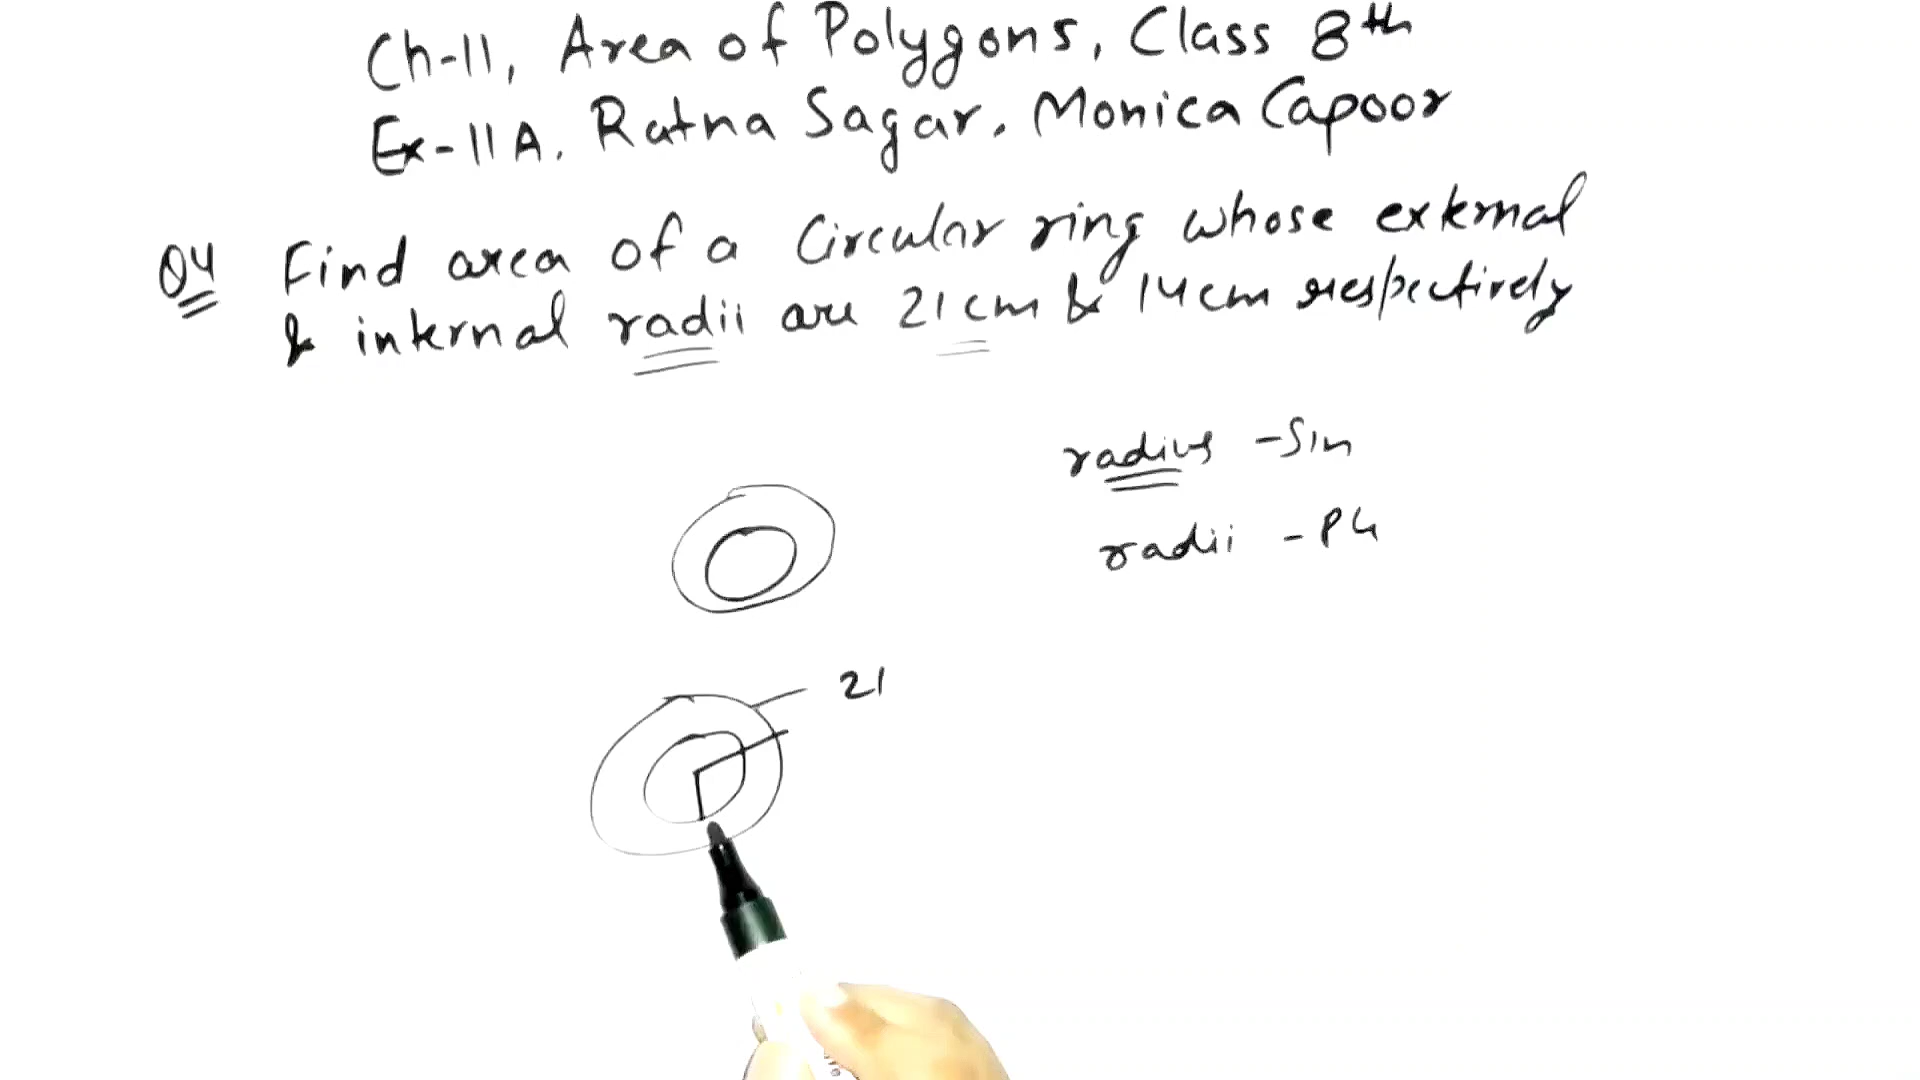 Ch-11, Area of Polygons, Class 8th
Ex-11A, Ratna Sagar, Monica Capoor
Q4 Find area of a Circular ring whose external
& internal radii are 21cm & 14cm respectively
radius - Sin
radii - Pl
21